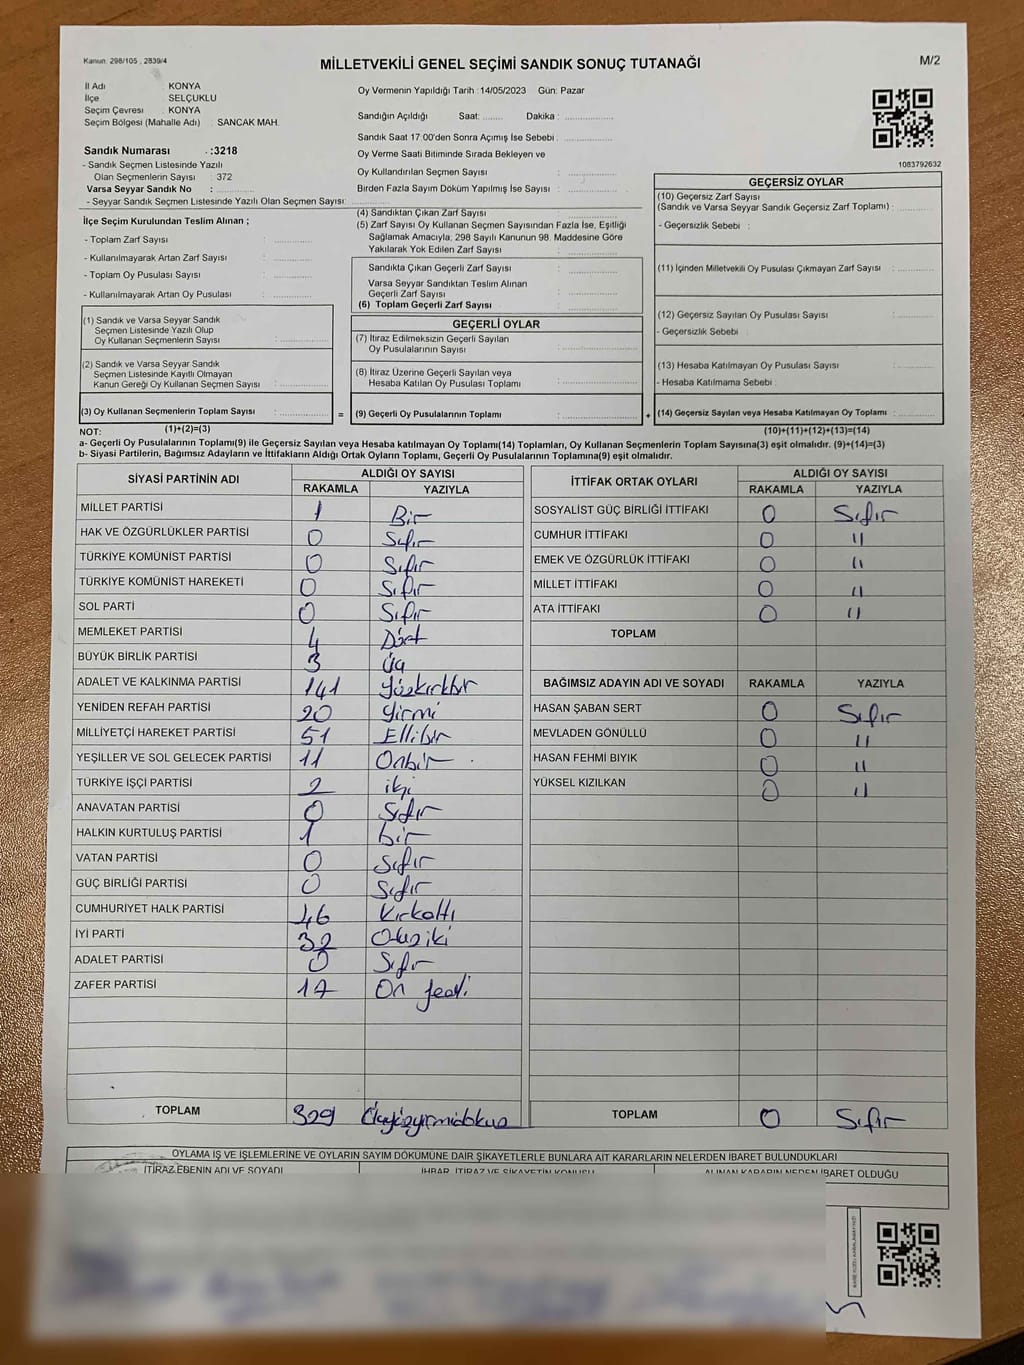 Kanun: 298/105 , 2839/4
MİLLETVEKİLİ GENEL SEÇİMİ SANDIK SONUÇ TUTANAĞI
M/2
İl Adı KONYA
İlçe SELÇUKLU
Seçim Çevresi : KONYA
Seçim Bölgesi (Mahalle Adı) : SANCAK MAH.
Sandık Numarası :3218
- Sandık Seçmen Listesinde Yazılı
Olan Seçmenlerin Sayısı : 372
Varsa Seyyar Sandık No :
- Seyyar Sandık Seçmen Listesinde Yazılı Olan Seçmen Sayısı:
Oy Vermenin Yapıldığı Tarih :14/05/2023 Gün: Pazar
Sandığın Açıldığı Saat: Dakika :
Sandık Saat 17:00'den Sonra Açımış İse Sebebi :
Oy Verme Saati Bitiminde Sırada Bekleyen ve
Oy Kullandırılan Seçmen Sayısı :
Birden Fazla Sayım Döküm Yapılmış İse Sayısı :
1083792632
İlçe Seçim Kurulundan Teslim Alınan ;
- Toplam Zarf Sayısı :
- Kullanılmayarak Artan Zarf Sayısı :
- Toplam Oy Pusulası Sayısı :
- Kullanılmayarak Artan Oy Pusulası :
(4) Sandıktan Çıkan Zarf Sayısı :
(5) Zarf Sayısı Oy Kullanan Seçmen Sayısından Fazla İse, Eşitliği
Sağlamak Amacıyla, 298 Sayılı Kanunun 98. Maddesine Göre
Yakılarak Yok Edilen Zarf Sayısı :
Sandıkta Çıkan Geçerli Zarf Sayısı :
Varsa Seyyar Sandıktan Teslim Alınan
Geçerli Zarf Sayısı :
(6) Toplam Geçerli Zarf Sayısı :
GEÇERSİZ OYLAR
(10) Geçersiz Zarf Sayısı
(Sandık ve Varsa Seyyar Sandık Geçersiz Zarf Toplamı) :
- Geçersizlik Sebebi :
(11) İçinden Milletvekili Oy Pusulası Çıkmayan Zarf Sayısı :
(12) Geçersiz Sayılan Oy Pusulası Sayısı :
- Geçersizlik Sebebi :
(13) Hesaba Katılmayan Oy Pusulası Sayısı :
- Hesaba Katılmama Sebebi :
(14) Geçersiz Sayılan veya Hesaba Katılmayan Oy Toplamı :
(10)+(11)+(12)+(13)=(14)
(1) Sandık ve Varsa Seyyar Sandık
Seçmen Listesinde Yazılı Olup
Oy Kullanan Seçmenlerin Sayısı :
(2) Sandık ve Varsa Seyyar Sandık
Seçmen Listesinde Kayıtlı Olmayan
Kanun Gereği Oy Kullanan Seçmen Sayısı :
(3) Oy Kullanan Seçmenlerin Toplam Sayısı : =
(1)+(2)=(3)
GEÇERLİ OYLAR
(7) İtiraz Edilmeksizin Geçerli Sayılan
Oy Pusulalarının Sayısı :
(8) İtiraz Üzerine Geçerli Sayılan veya
Hesaba Katılan Oy Pusulası Toplamı :
(9) Geçerli Oy Pusulalarının Toplamı : +
NOT:
a- Geçerli Oy Pusulalarının Toplamı(9) ile Geçersiz Sayılan veya Hesaba katılmayan Oy Toplamı(14) Toplamları, Oy Kullanan Seçmenlerin Toplam Sayısına(3) eşit olmalıdır. (9)+(14)=(3)
b- Siyasi Partilerin, Bağımsız Adayların ve İttifakların Aldığı Ortak Oyların Toplamı, Geçerli Oy Pusulalarının Toplamına(9) eşit olmalıdır.
SİYASİ PARTİNİN ADI ALDIĞI OY SAYISI
RAKAMLA YAZIYLA
MİLLET PARTİSİ 1 Bir
HAK VE ÖZGÜRLÜKLER PARTİSİ 0 Sıfır
TÜRKİYE KOMÜNİST PARTİSİ 0 Sıfır
TÜRKİYE KOMÜNİST HAREKETİ 0 Sıfır
SOL PARTİ 0 Sıfır
MEMLEKET PARTİSİ 4 Dört
BÜYÜK BİRLİK PARTİSİ 3 Üç
ADALET VE KALKINMA PARTİSİ 141 Yüzkırkbir
YENİDEN REFAH PARTİSİ 20 Yirmi
MİLLİYETÇİ HAREKET PARTİSİ 51 Ellibir
YEŞİLLER VE SOL GELECEK PARTİSİ 11 Onbir
TÜRKİYE İŞÇİ PARTİSİ 2 iki
ANAVATAN PARTİSİ 0 Sıfır
HALKIN KURTULUŞ PARTİSİ 1 bir
VATAN PARTİSİ 0 Sıfır
GÜÇ BİRLİĞİ PARTİSİ 0 Sıfır
CUMHURİYET HALK PARTİSİ 46 Kırkaltı
İYİ PARTİ 32 Otuziki
ADALET PARTİSİ 0 Sıfır
ZAFER PARTİSİ 17 On yedi
TOPLAM 329 Üçyüzyirmidokuz
İTTİFAK ORTAK OYLARI ALDIĞI OY SAYISI
RAKAMLA YAZIYLA
SOSYALİST GÜÇ BİRLİĞİ İTTİFAKI 0 Sıfır
CUMHUR İTTİFAKI 0 "
EMEK VE ÖZGÜRLÜK İTTİFAKI 0 "
MİLLET İTTİFAKI 0 "
ATA İTTİFAKI 0 "
TOPLAM
BAĞIMSIZ ADAYIN ADI VE SOYADI RAKAMLA YAZIYLA
HASAN ŞABAN SERT 0 Sıfır
MEVLADEN GÖNÜLLÜ 0 "
HASAN FEHMİ BIYIK 0 "
YÜKSEL KIZILKAN 0 "
TOPLAM 0 Sıfır
OYLAMA İŞ VE İŞLEMLERİNE VE OYLARIN SAYIM DÖKÜMÜNE DAİR ŞİKAYETLERLE BUNLARA AİT KARARLARIN NELERDEN İBARET BULUNDUKLARI
İTİRAZ EDENİN ADI VE SOYADI İHBAR, İTİRAZ VE ŞİKAYETİN KONUSU ALINAN KARARIN NEDEN İBARET OLDUĞU